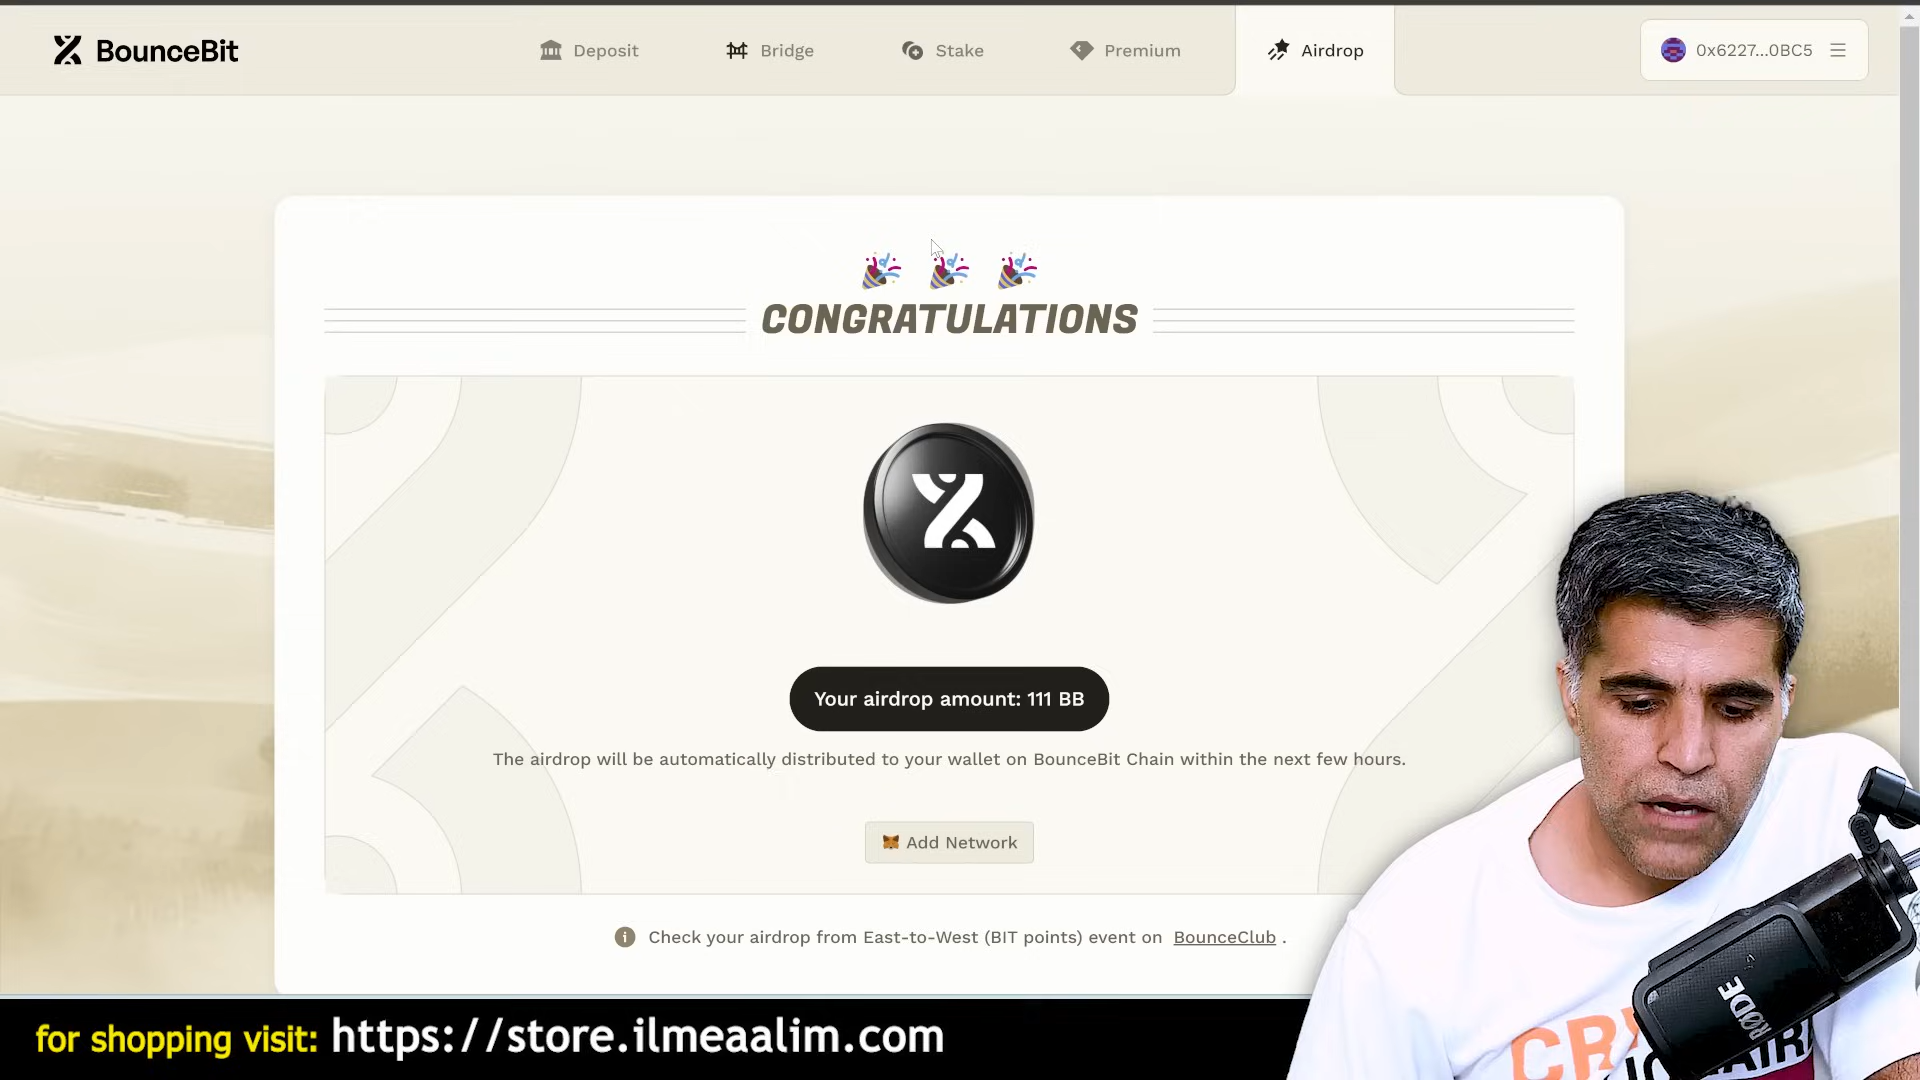 BounceBit
Deposit
Bridge
Stake
Premium
Airdrop
0x6227...0BC5
CONGRATULATIONS
Your airdrop amount: 111 BB
The airdrop will be automatically distributed to your wallet on BounceBit Chain within the next few hours.
Add Network
Check your airdrop from East-to-West (BIT points) event on BounceClub .
for shopping visit: https://store.ilmeaalim.com
RØDE